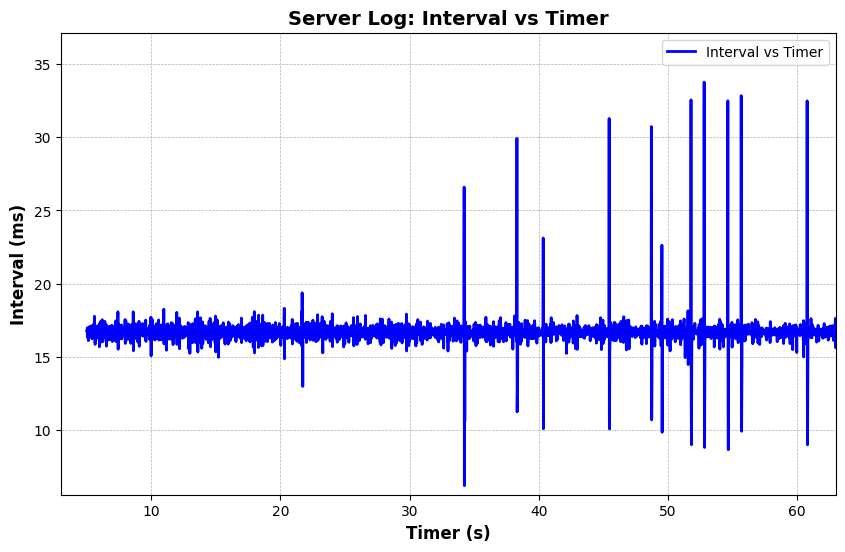 Server Log: Interval vs Timer
Interval vs Timer
35
30
25
20
15
10
Interval (ms)
10 20 30 40 50 60
Timer (s)